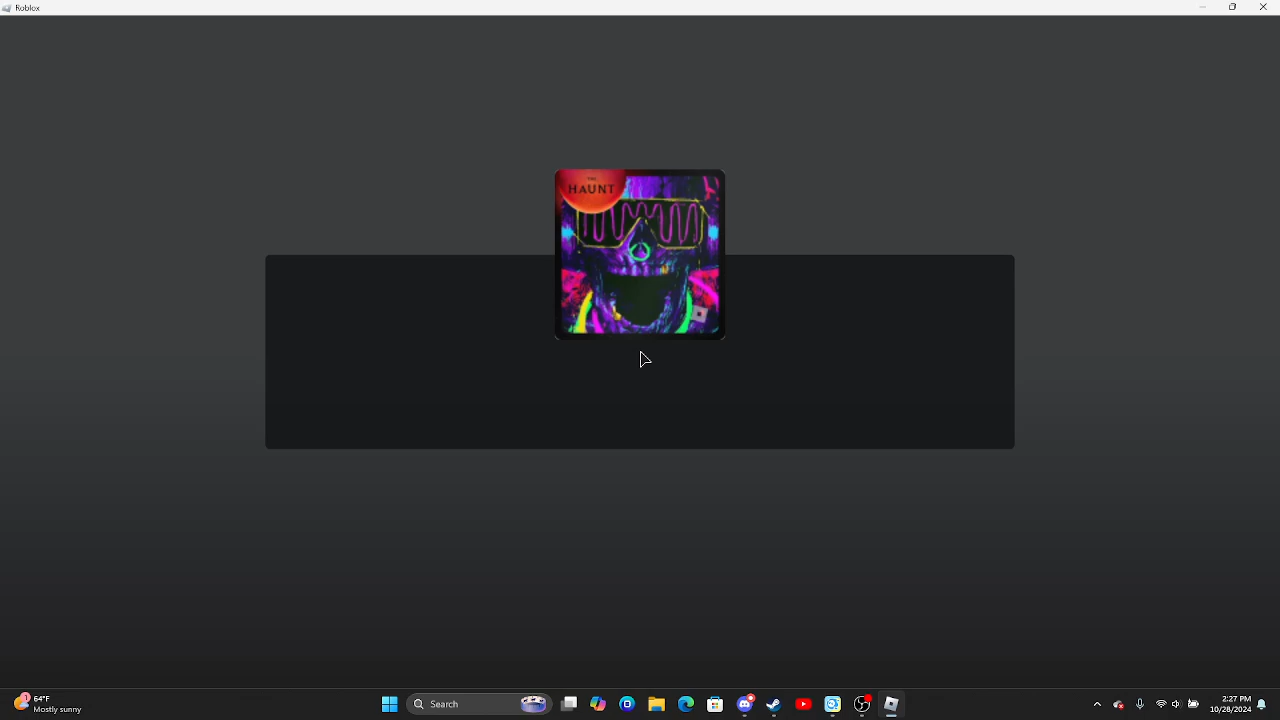 Roblox
THE
HAUNT
64°F
Mostly sunny
Search
2:27 PM
10/28/2024